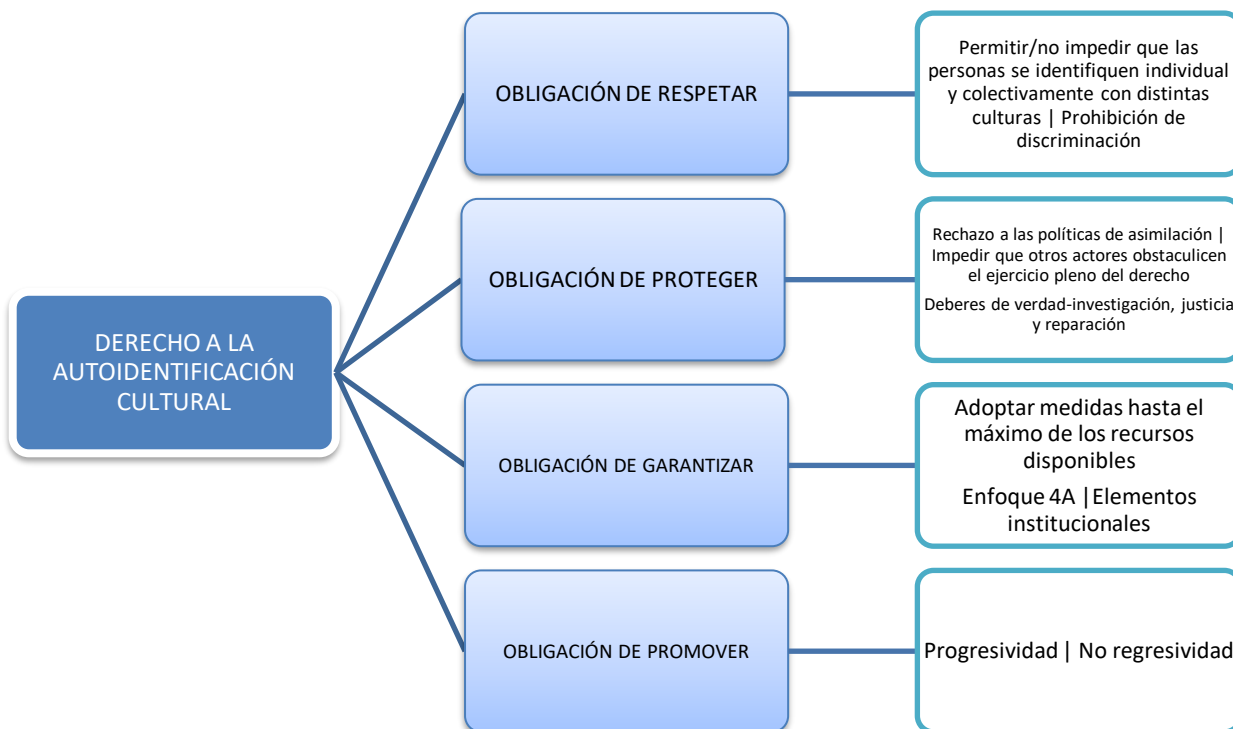 DERECHO A LA
AUTOIDENTIFICACIÓN
CULTURAL
OBLIGACIÓN DE RESPETAR
Permitir/no impedir que las
personas se identifiquen individual
y colectivamente con distintas
culturas | Prohibición de
discriminación
OBLIGACIÓN DE PROTEGER
Rechazo a las políticas de asimilación |
Impedir que otros actores obstaculicen
el ejercicio pleno del derecho
Deberes de verdad-investigación, justicia
y reparación
OBLIGACIÓN DE GARANTIZAR
Adoptar medidas hasta el
máximo de los recursos
disponibles
Enfoque 4A |Elementos
institucionales
OBLIGACIÓN DE PROMOVER
Progresividad | No regresividad